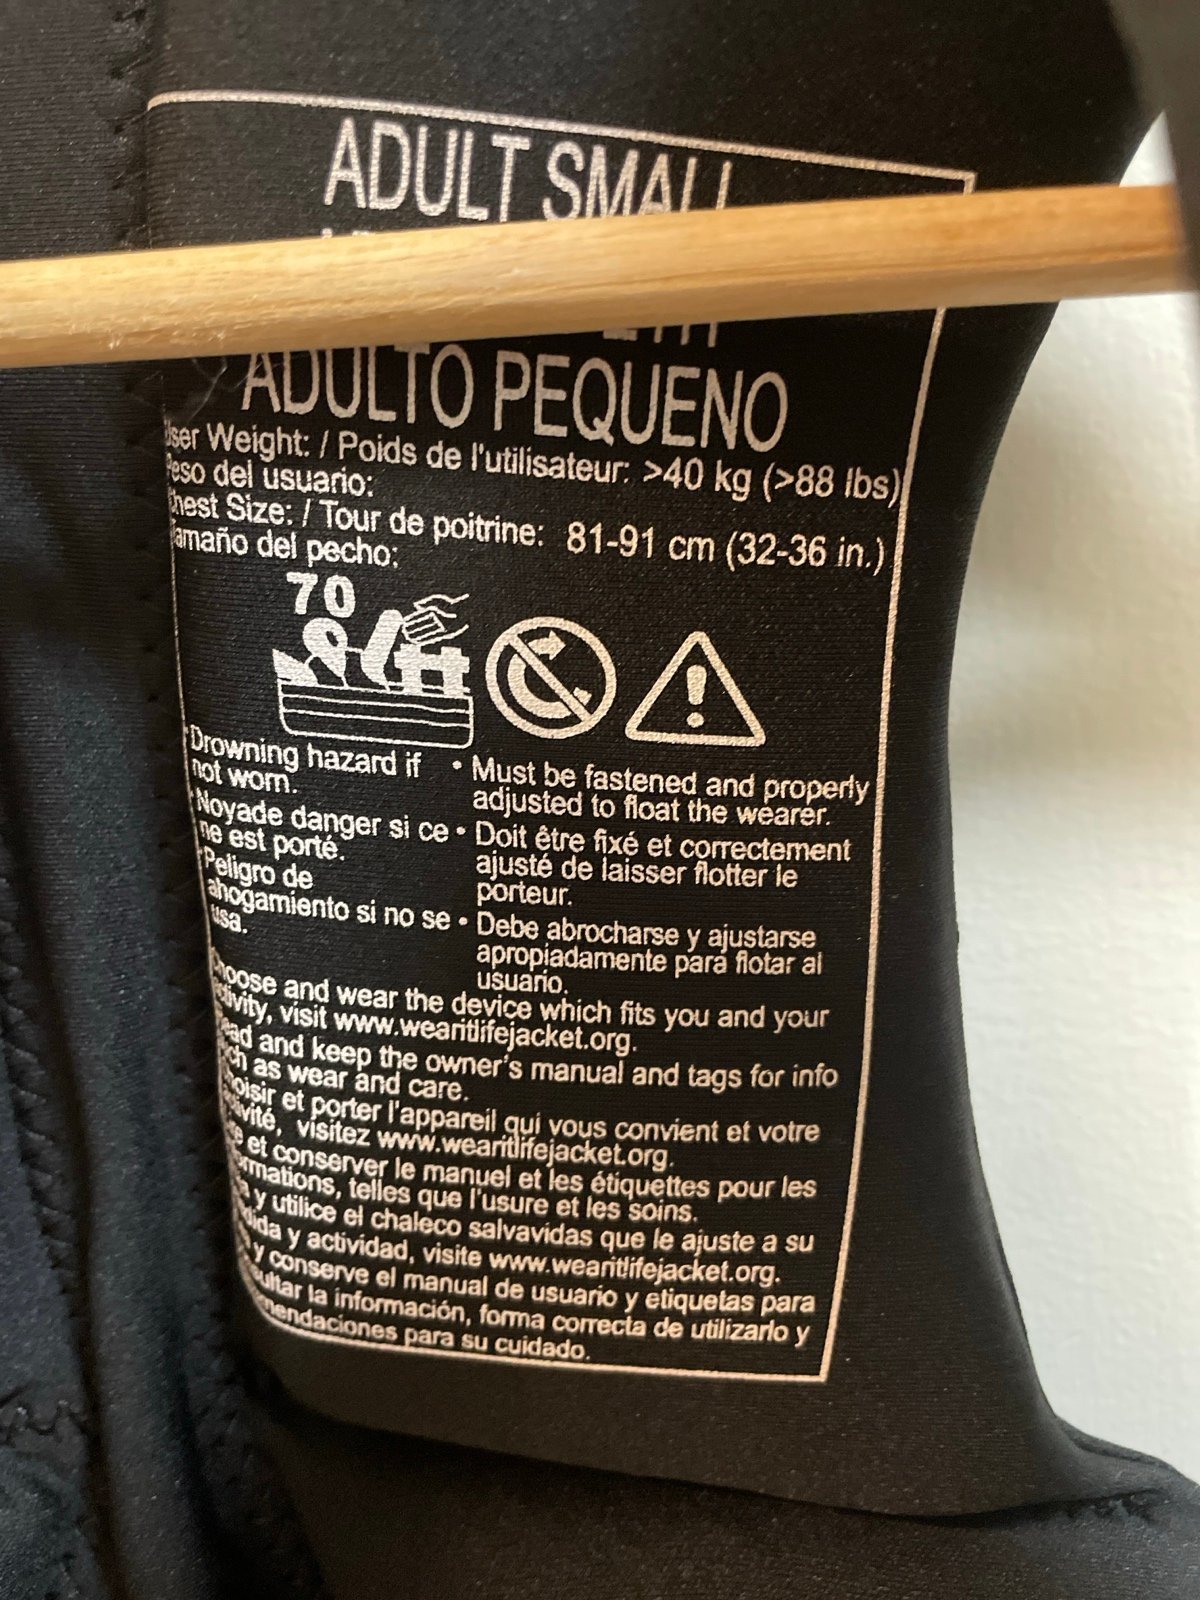 ADULT SMALL
ADULTO PEQUENO
User Weight: / Poids de l'utilisateur: >40 kg (>88 lbs)
Peso del usuario:
Chest Size: / Tour de poitrine: 81-91 cm (32-36 in.)
Tamaño del pecho:
70
• Drowning hazard if
not worn.
• Noyade danger si ce
ne est porté.
• Peligro de
ahogamiento si no se
usa.
• Must be fastened and properly
adjusted to float the wearer.
• Doit être fixé et correctement
ajusté de laisser flotter le
porteur.
• Debe abrocharse y ajustarse
apropiadamente para flotar al
usuario.
Choose and wear the device which fits you and your
activity, visit www.wearitlifejacket.org.
Read and keep the owner's manual and tags for info
such as wear and care.
Choisir et porter l'appareil qui vous convient et votre
activité, visitez www.wearitlifejacket.org.
et conserver le manuel et les étiquettes pour les
informations, telles que l'usure et les soins.
y utilice el chaleco salvavidas que le ajuste a su
medida y actividad, visite www.wearitlifejacket.org.
y conserve el manual de usuario y etiquetas para
consultar la información, forma correcta de utilizarlo y
recomendaciones para su cuidado.